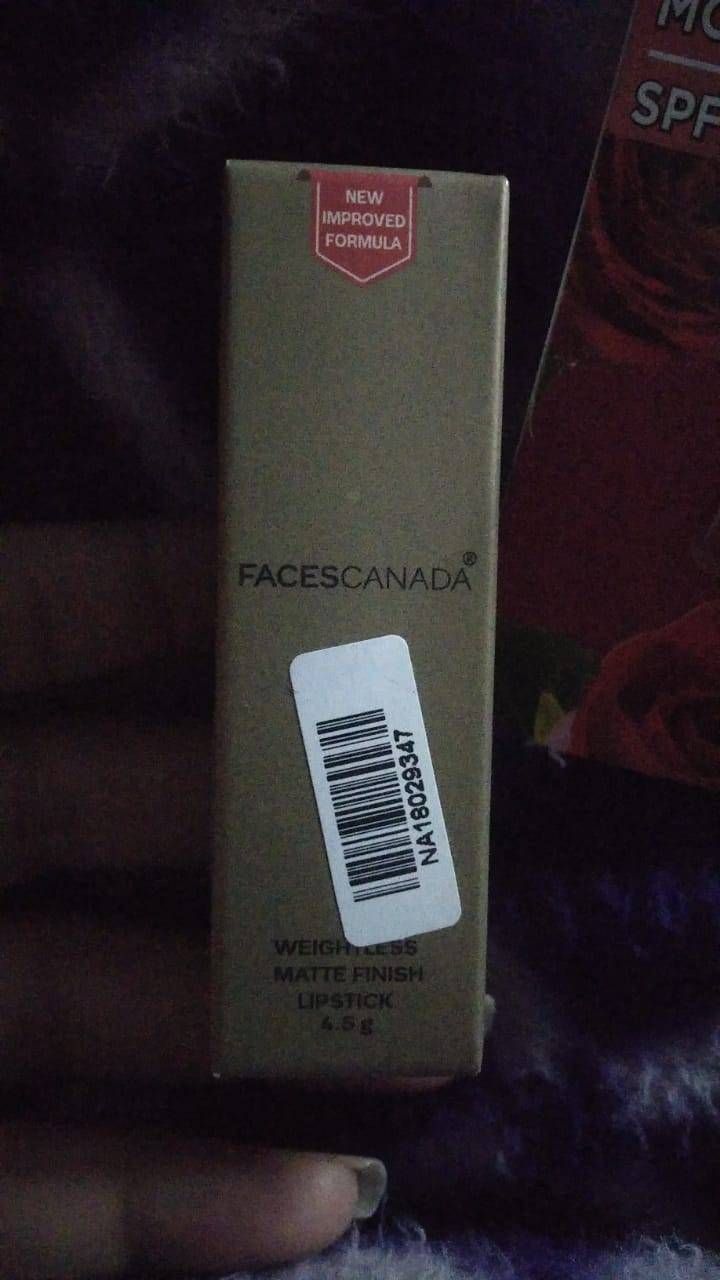 NEW
IMPROVED
FORMULA
SPF
FACESCANADA®
NA18029347
WEIGHTLESS
MATTE FINISH
LIPSTICK
4.5 g